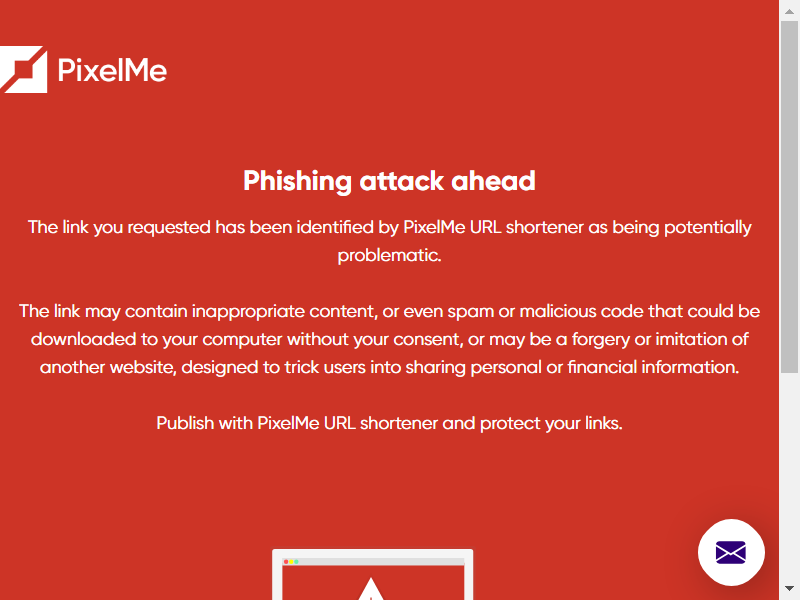 PixelMe
Phishing attack ahead
The link you requested has been identified by PixelMe URL shortener as being potentially
problematic.
The link may contain inappropriate content, or even spam or malicious code that could be
downloaded to your computer without your consent, or may be a forgery or imitation of
another website, designed to trick users into sharing personal or financial information.
Publish with PixelMe URL shortener and protect your links.